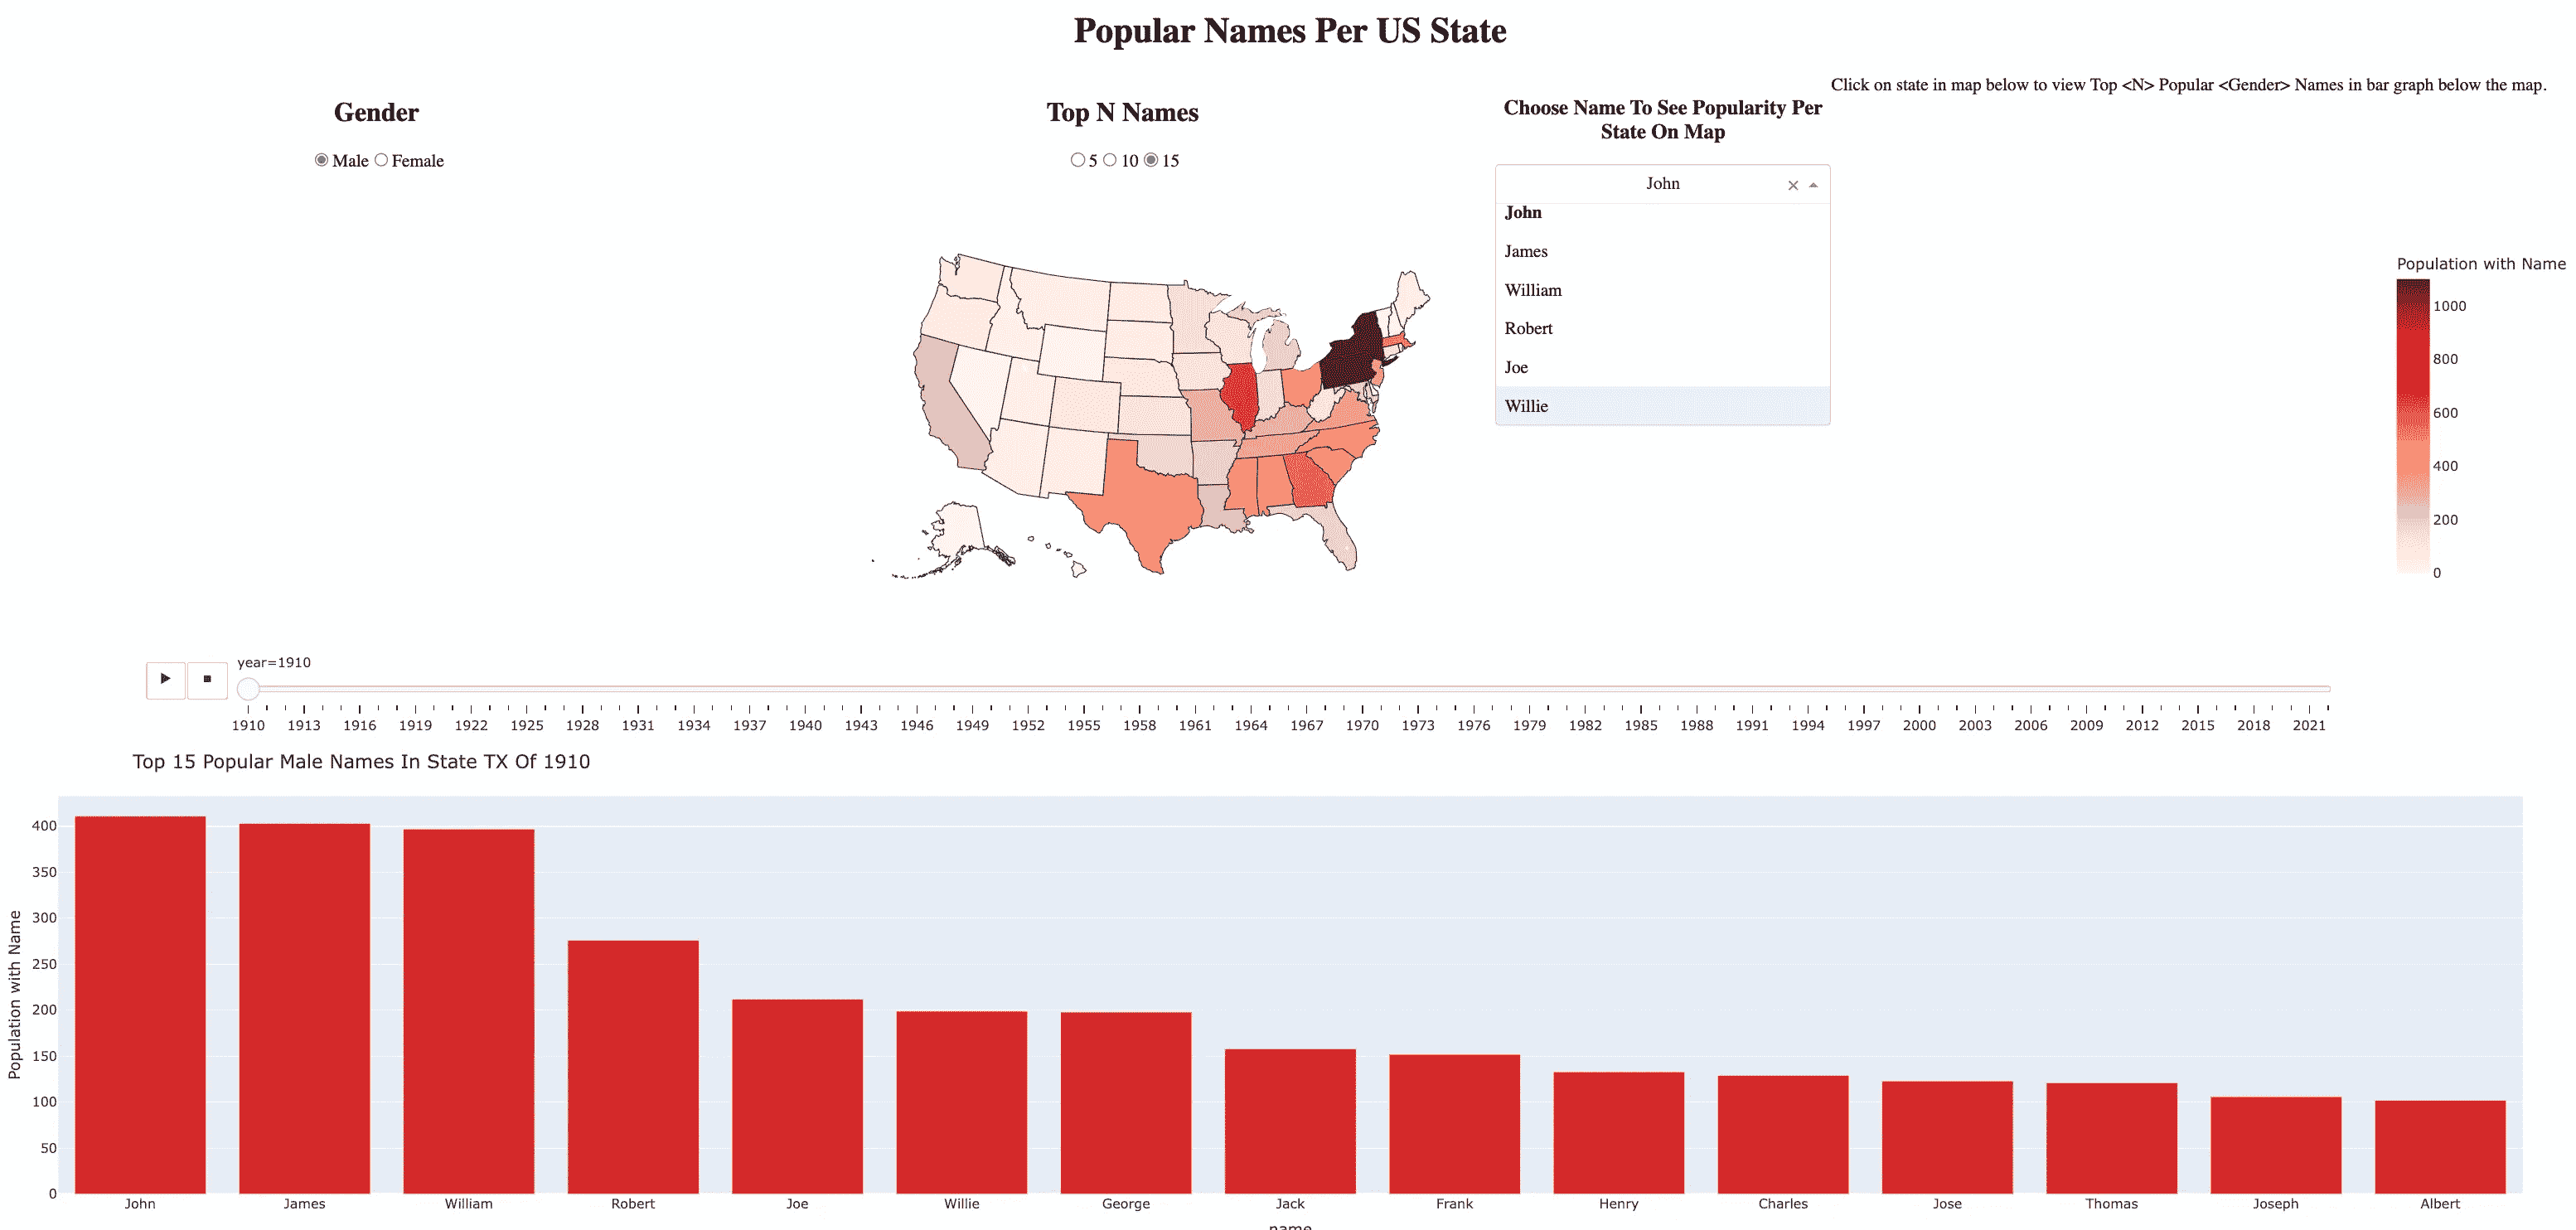 Popular Names Per US State
Click on state in map below to view Top <N> Popular <Gender> Names in bar graph below the map.
Gender
Male Female
Top N Names
5 10 15
Choose Name To See Popularity Per
State On Map
John
John
James
William
Robert
Joe
Willie
Population with Name
1000
800
600
400
200
0
year=1910
1910 1913 1916 1919 1922 1925 1928 1931 1934 1937 1940 1943 1946 1949 1952 1955 1958 1961 1964 1967 1970 1973 1976 1979 1982 1985 1988 1991 1994 1997 2000 2003 2006 2009 2012 2015 2018 2021
Top 15 Popular Male Names In State TX Of 1910
Population with Name
400
350
300
250
200
150
100
50
0
John James William Robert Joe Willie George Jack Frank Henry Charles Jose Thomas Joseph Albert
name